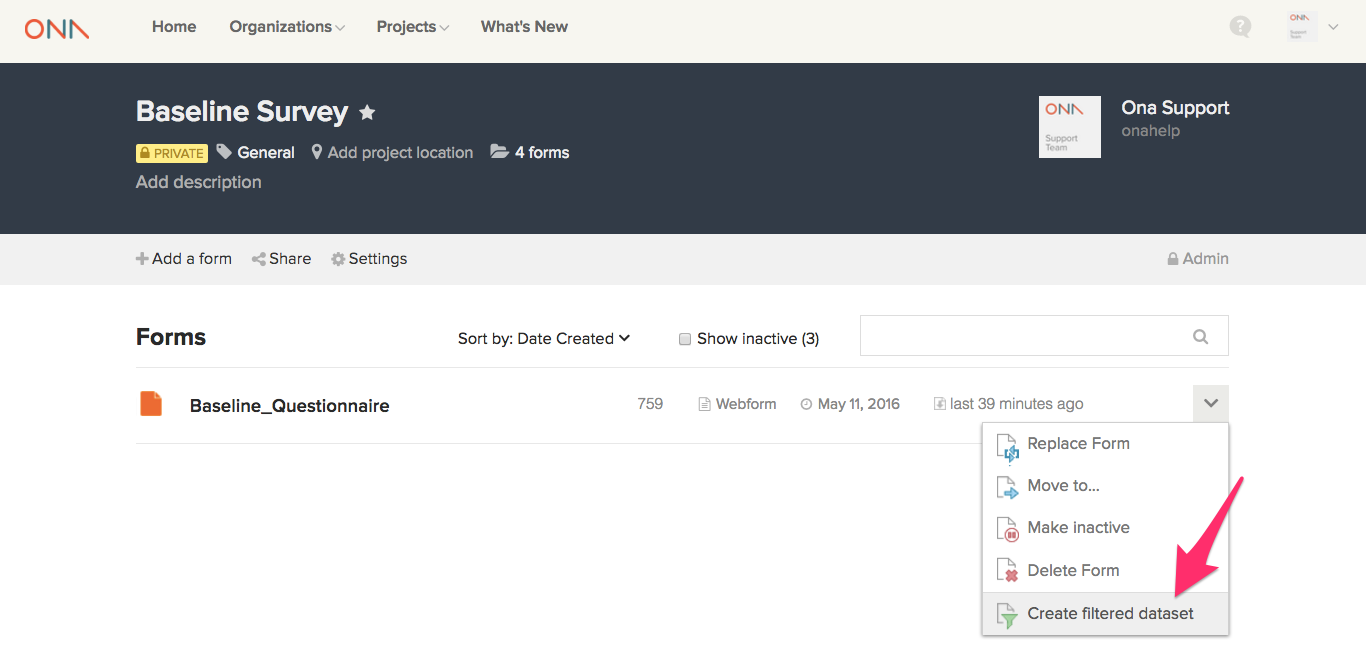 ONA Home Organizations Projects What's New ONA Support Team
Baseline Survey
PRIVATE General Add project location 4 forms
Add description
ONA
Support
Team
Ona Support
onahelp
Add a form Share Settings Admin
Forms Sort by: Date Created Show inactive (3)
Baseline_Questionnaire 759 Webform May 11, 2016 last 39 minutes ago
Replace Form
Move to...
Make inactive
Delete Form
Create filtered dataset